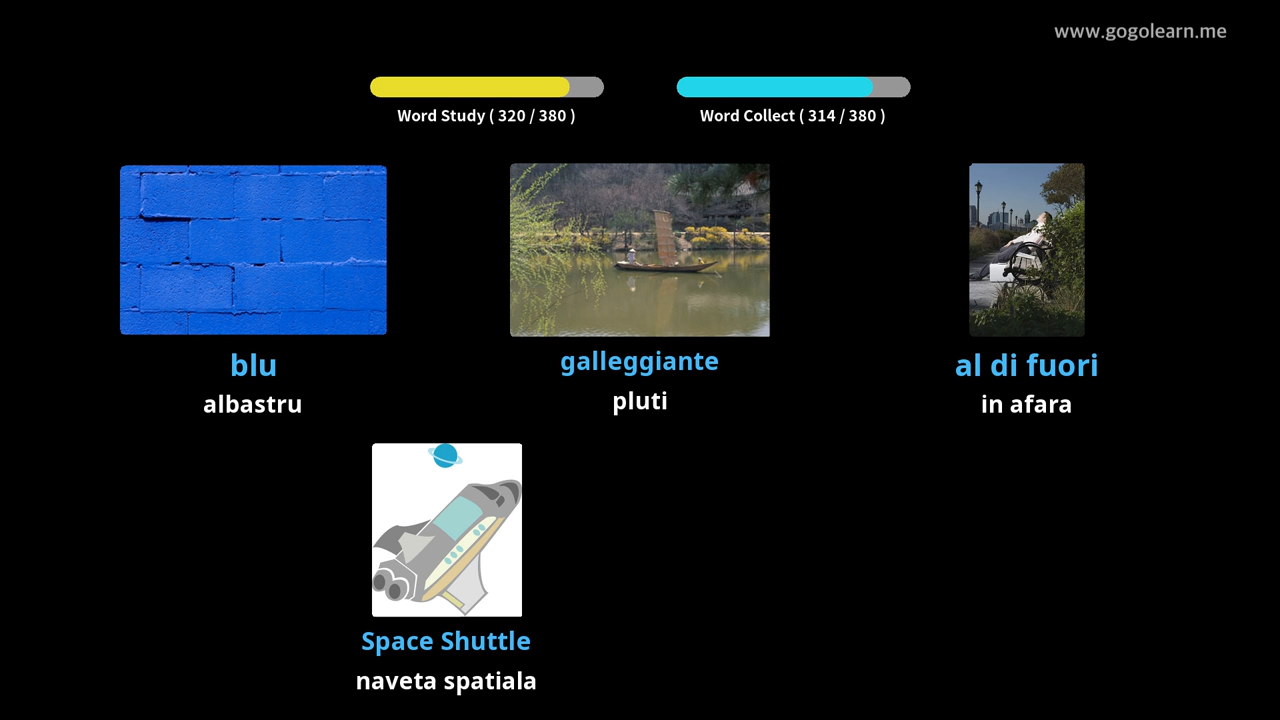 www.gogolearn.me
Word Study ( 320 / 380 )
Word Collect ( 314 / 380 )
blu
albastru
galleggiante
pluti
al di fuori
in afara
Space Shuttle
naveta spatiala